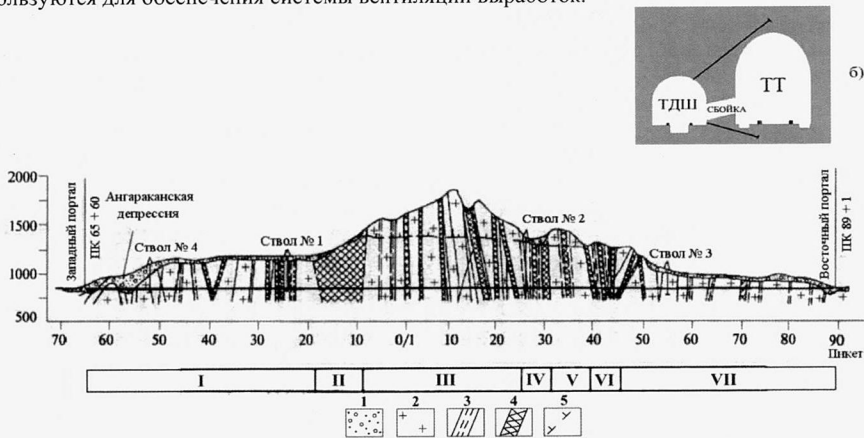 ользуются для обеспечения системы вентиляции выработок.
ТДШ
СБОЙКА
ТТ
б)
2000
1500
1000
500
Западный портал
ПК 65 + 60
Ангараканская
депрессия
Ствол № 4
Ствол № 1
Ствол № 2
Ствол № 3
Восточный портал
ПК 89 + 1
70 60 50 40 30 20 10 0/1 10 20 30 40 50 60 70 80 90
Пикет
I II III IV V VI VII
1 2 3 4 5